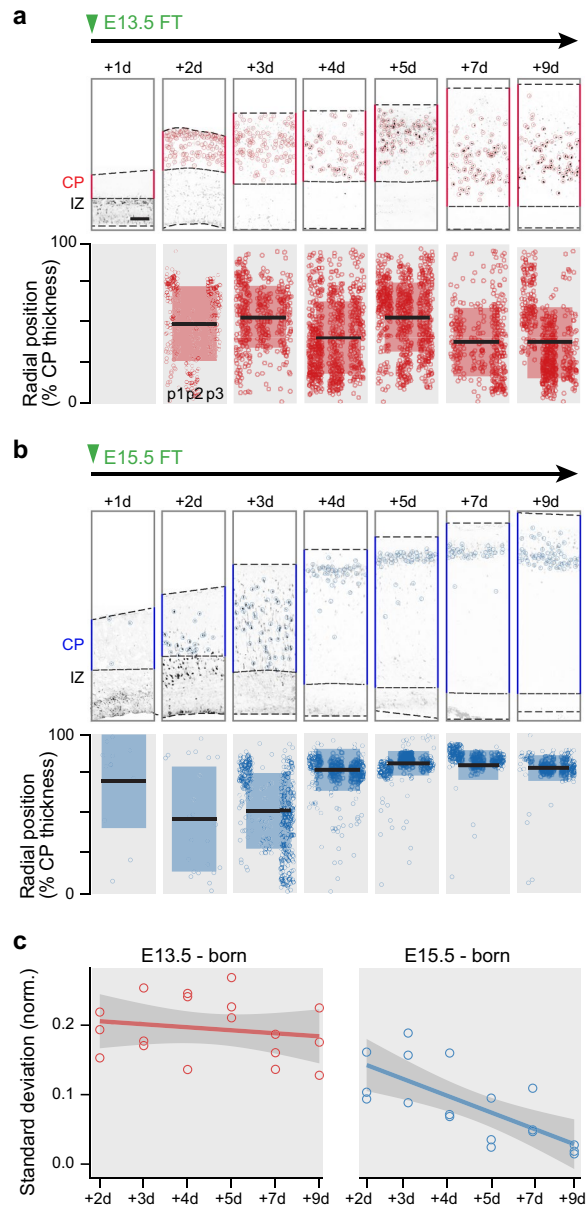 a
E13.5 FT
+1d +2d +3d +4d +5d +7d +9d
CP
IZ
100
Radial position
(% CP thickness)
0
p1p2p3
b
E15.5 FT
+1d +2d +3d +4d +5d +7d +9d
CP
IZ
100
Radial position
(% CP thickness)
0
c
E13.5 - born E15.5 - born
Standard deviation (norm.)
0.2
0.1
0.0
+2d +3d +4d +5d +7d +9d +2d +3d +4d +5d +7d +9d